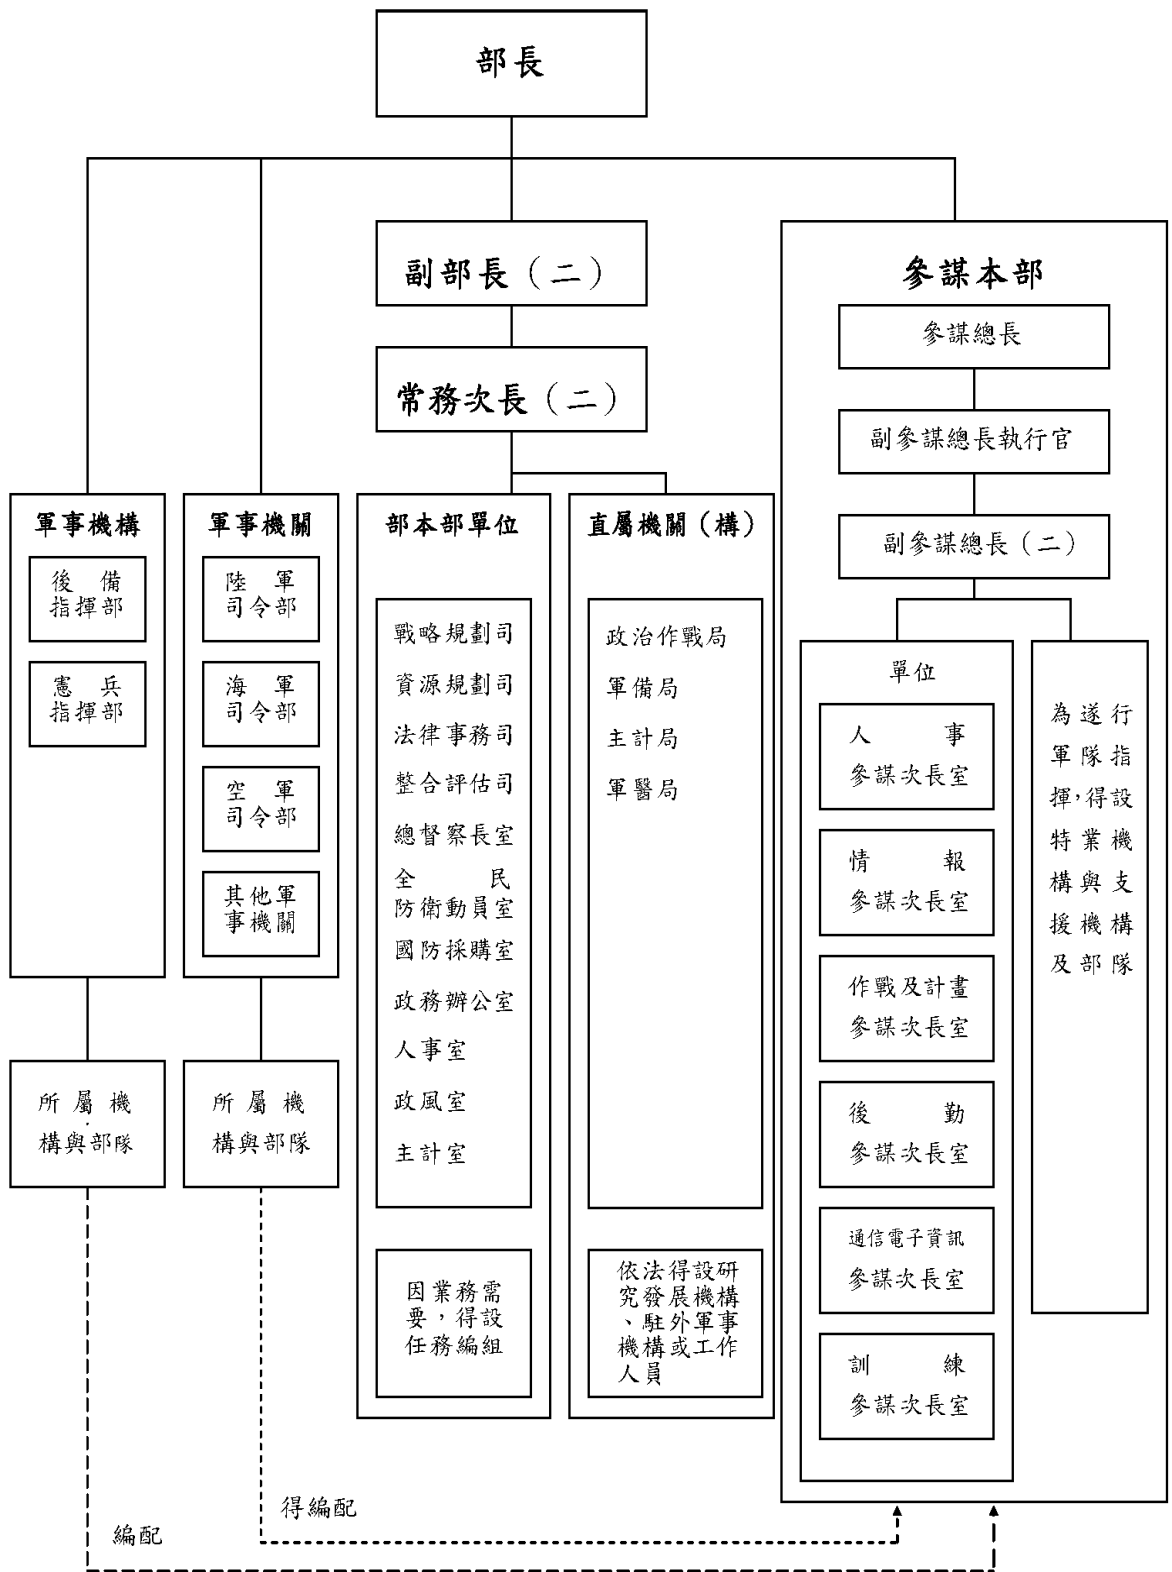 部長
副部長（二）
常務次長（二）
軍事機構
後備
指揮部
憲兵
指揮部
所屬機
構與部隊
軍事機關
陸軍
司令部
海軍
司令部
空軍
司令部
其他軍
事機關
所屬機
構與部隊
部本部單位
戰略規劃司
資源規劃司
法律事務司
整合評估司
總督察長室
全民
防衛動員室
國防採購室
政務辦公室
人事室
政風室
主計室
因業務需
要，得設
任務編組
直屬機關（構）
政治作戰局
軍備局
主計局
軍醫局
依法得設研
究發展機構
、駐外軍事
機構或工作
人員
參謀本部
參謀總長
副參謀總長執行官
副參謀總長（二）
單位
人事
參謀次長室
情報
參謀次長室
作戰及計畫
參謀次長室
後勤
參謀次長室
通信電子資訊
參謀次長室
訓練
參謀次長室
為遂行
軍隊指
揮，得設
特業機
構與支
援機構
及部隊
得編配
編配